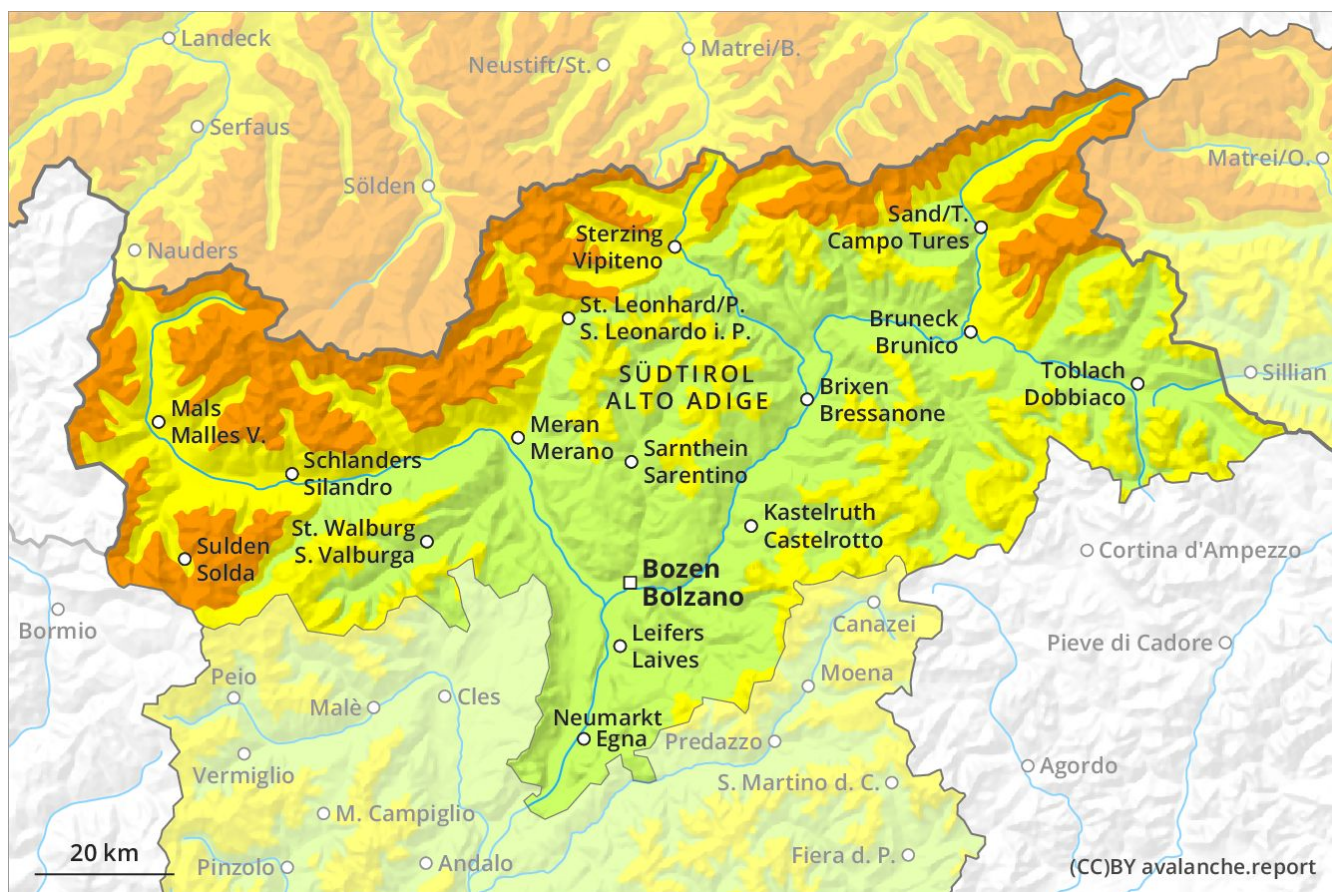 Landeck
Matrei/B.
Neustift/St.
Serfaus
Matrei/O.
Sölden
Sand/T.
Campo Tures
Sterzing
Vipiteno
Nauders
St. Leonhard/P.
S. Leonardo i. P.
Bruneck
Brunico
SÜDTIROL
ALTO ADIGE
Toblach
Dobbiaco
Sillian
Brixen
Bressanone
Mals
Malles V.
Meran
Merano
Sarnthein
Sarentino
Schlanders
Silandro
Kastelruth
Castelrotto
St. Walburg
S. Valburga
Sulden
Solda
Cortina d'Ampezzo
Bozen
Bolzano
Bormio
Canazei
Leifers
Laives
Pieve di Cadore
Peio
Moena
Malè
Cles
Neumarkt
Egna
Predazzo
Vermiglio
Agordo
S. Martino d. C.
M. Campiglio
20 km
Pinzolo
Andalo
Fiera d. P.
(CC)BY avalanche.report